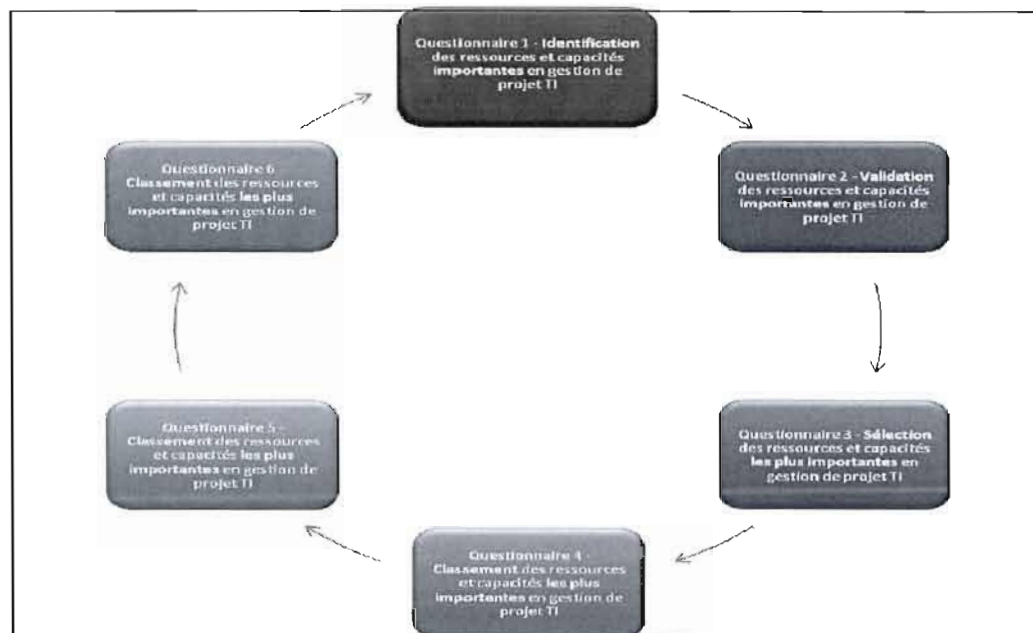 Questionnaire 1 - Identification
des ressources et capacités
importantes en gestion de
projet TI
Questionnaire 2 - Validation
des ressources et capacités
importantes en gestion de
projet TI
Questionnaire 3 - Sélection
des ressources et capacités
les plus importantes en
gestion de projet TI
Questionnaire 4 -
Classement des ressources
et capacités les plus
importantes en gestion de
projet TI
Questionnaire 5 -
Classement des ressources
et capacités les plus
importantes en gestion de
projet TI
Questionnaire 6
Classement des ressources
et capacités les plus
importantes en gestion de
projet TI